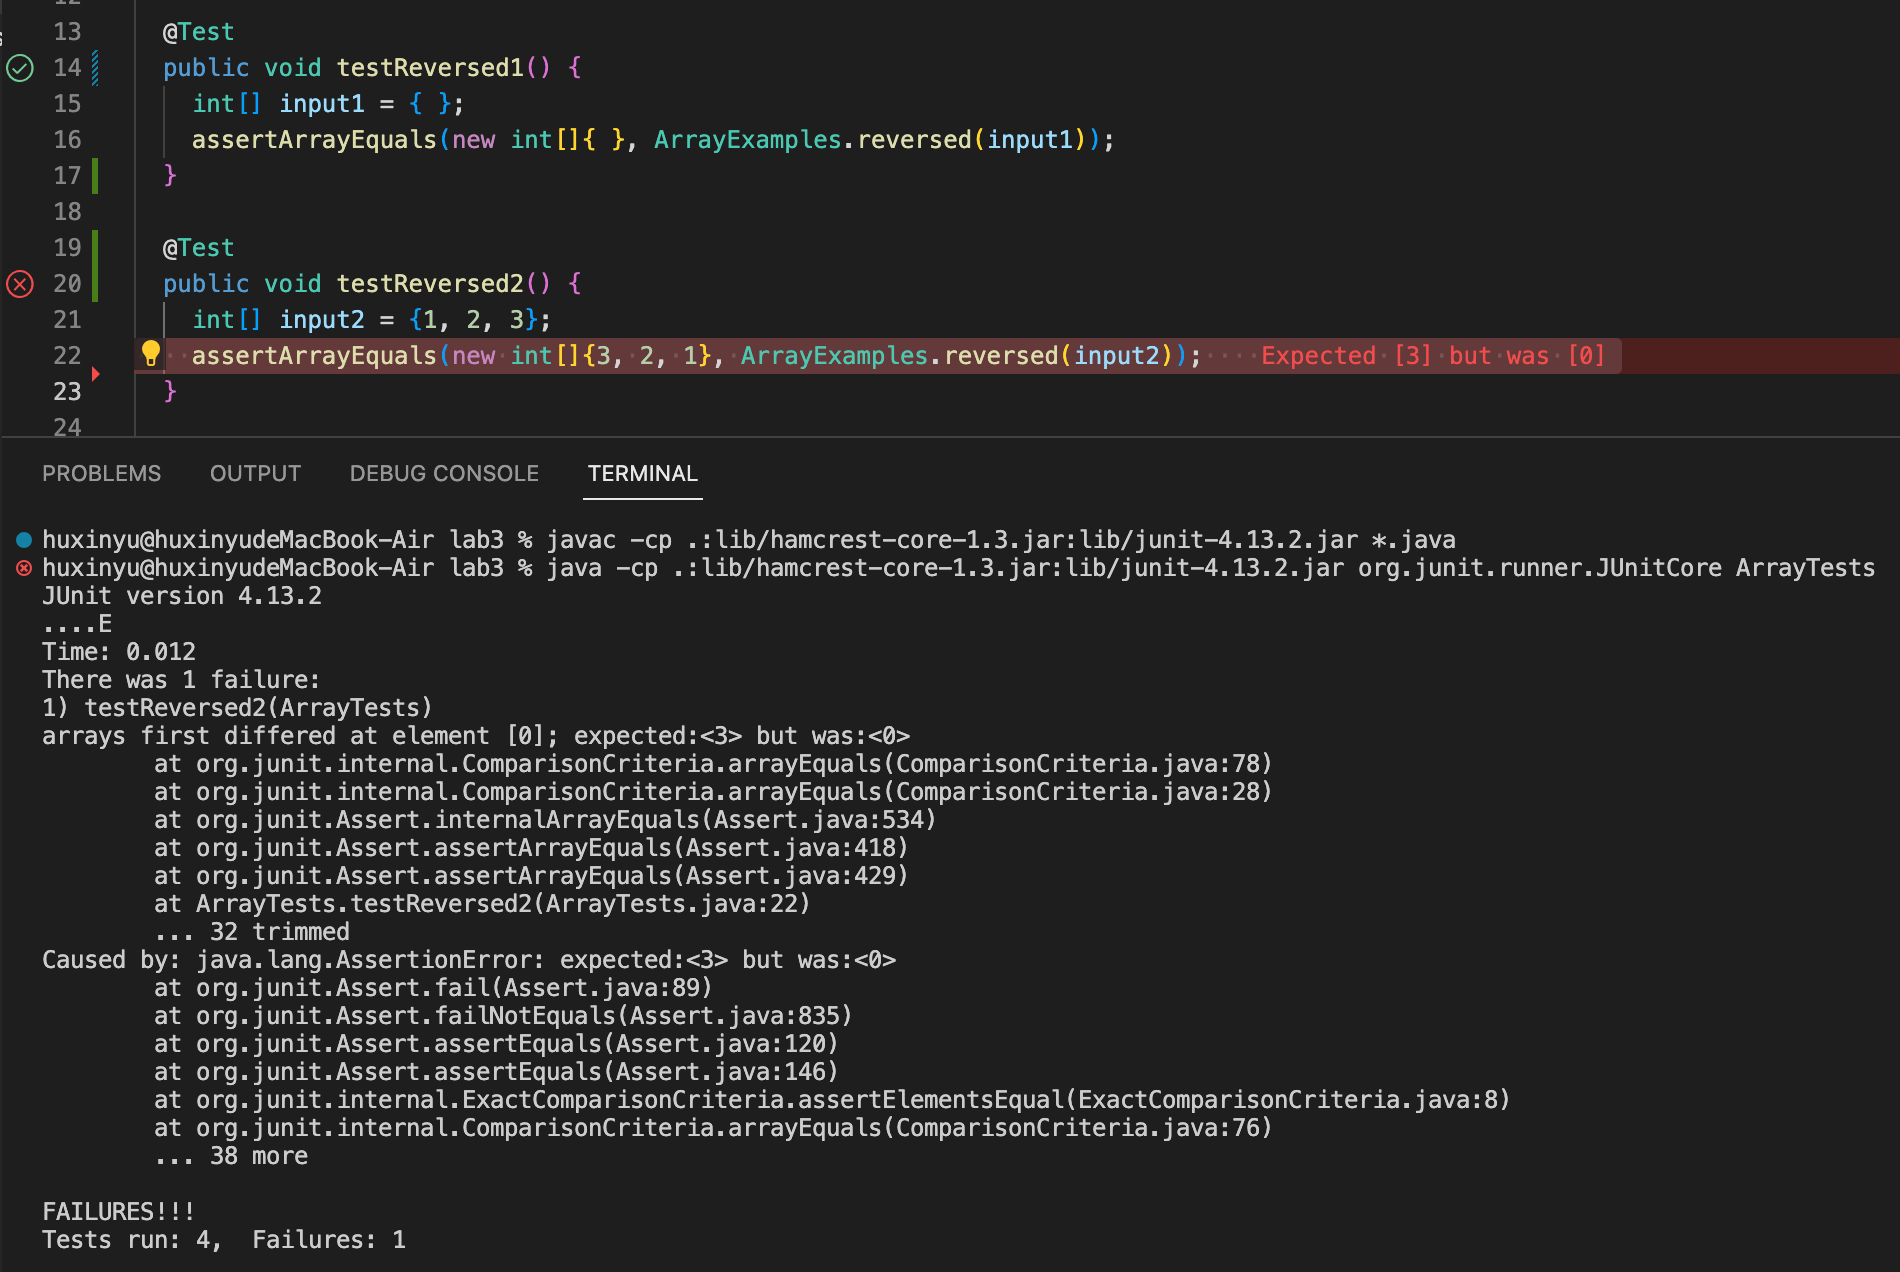 12
13 @Test
14 public void testReversed1() {
15 int[] input1 = { };
16 assertArrayEquals(new int[]{ }, ArrayExamples.reversed(input1));
17 }
18
19 @Test
20 public void testReversed2() {
21 int[] input2 = {1, 2, 3};
22 assertArrayEquals(new int[]{3, 2, 1}, ArrayExamples.reversed(input2)); Expected [3] but was [0]
23 }
24
PROBLEMS OUTPUT DEBUG CONSOLE TERMINAL
huxinyu@huxinyudeMacBook-Air lab3 % javac -cp .:lib/hamcrest-core-1.3.jar:lib/junit-4.13.2.jar *.java
huxinyu@huxinyudeMacBook-Air lab3 % java -cp .:lib/hamcrest-core-1.3.jar:lib/junit-4.13.2.jar org.junit.runner.JUnitCore ArrayTests
JUnit version 4.13.2
....E
Time: 0.012
There was 1 failure:
1) testReversed2(ArrayTests)
arrays first differed at element [0]; expected:<3> but was:<0>
at org.junit.internal.ComparisonCriteria.arrayEquals(ComparisonCriteria.java:78)
at org.junit.internal.ComparisonCriteria.arrayEquals(ComparisonCriteria.java:28)
at org.junit.Assert.internalArrayEquals(Assert.java:534)
at org.junit.Assert.assertArrayEquals(Assert.java:418)
at org.junit.Assert.assertArrayEquals(Assert.java:429)
at ArrayTests.testReversed2(ArrayTests.java:22)
... 32 trimmed
Caused by: java.lang.AssertionError: expected:<3> but was:<0>
at org.junit.Assert.fail(Assert.java:89)
at org.junit.Assert.failNotEquals(Assert.java:835)
at org.junit.Assert.assertEquals(Assert.java:120)
at org.junit.Assert.assertEquals(Assert.java:146)
at org.junit.internal.ExactComparisonCriteria.assertElementsEqual(ExactComparisonCriteria.java:8)
at org.junit.internal.ComparisonCriteria.arrayEquals(ComparisonCriteria.java:76)
... 38 more
FAILURES!!!
Tests run: 4,  Failures: 1